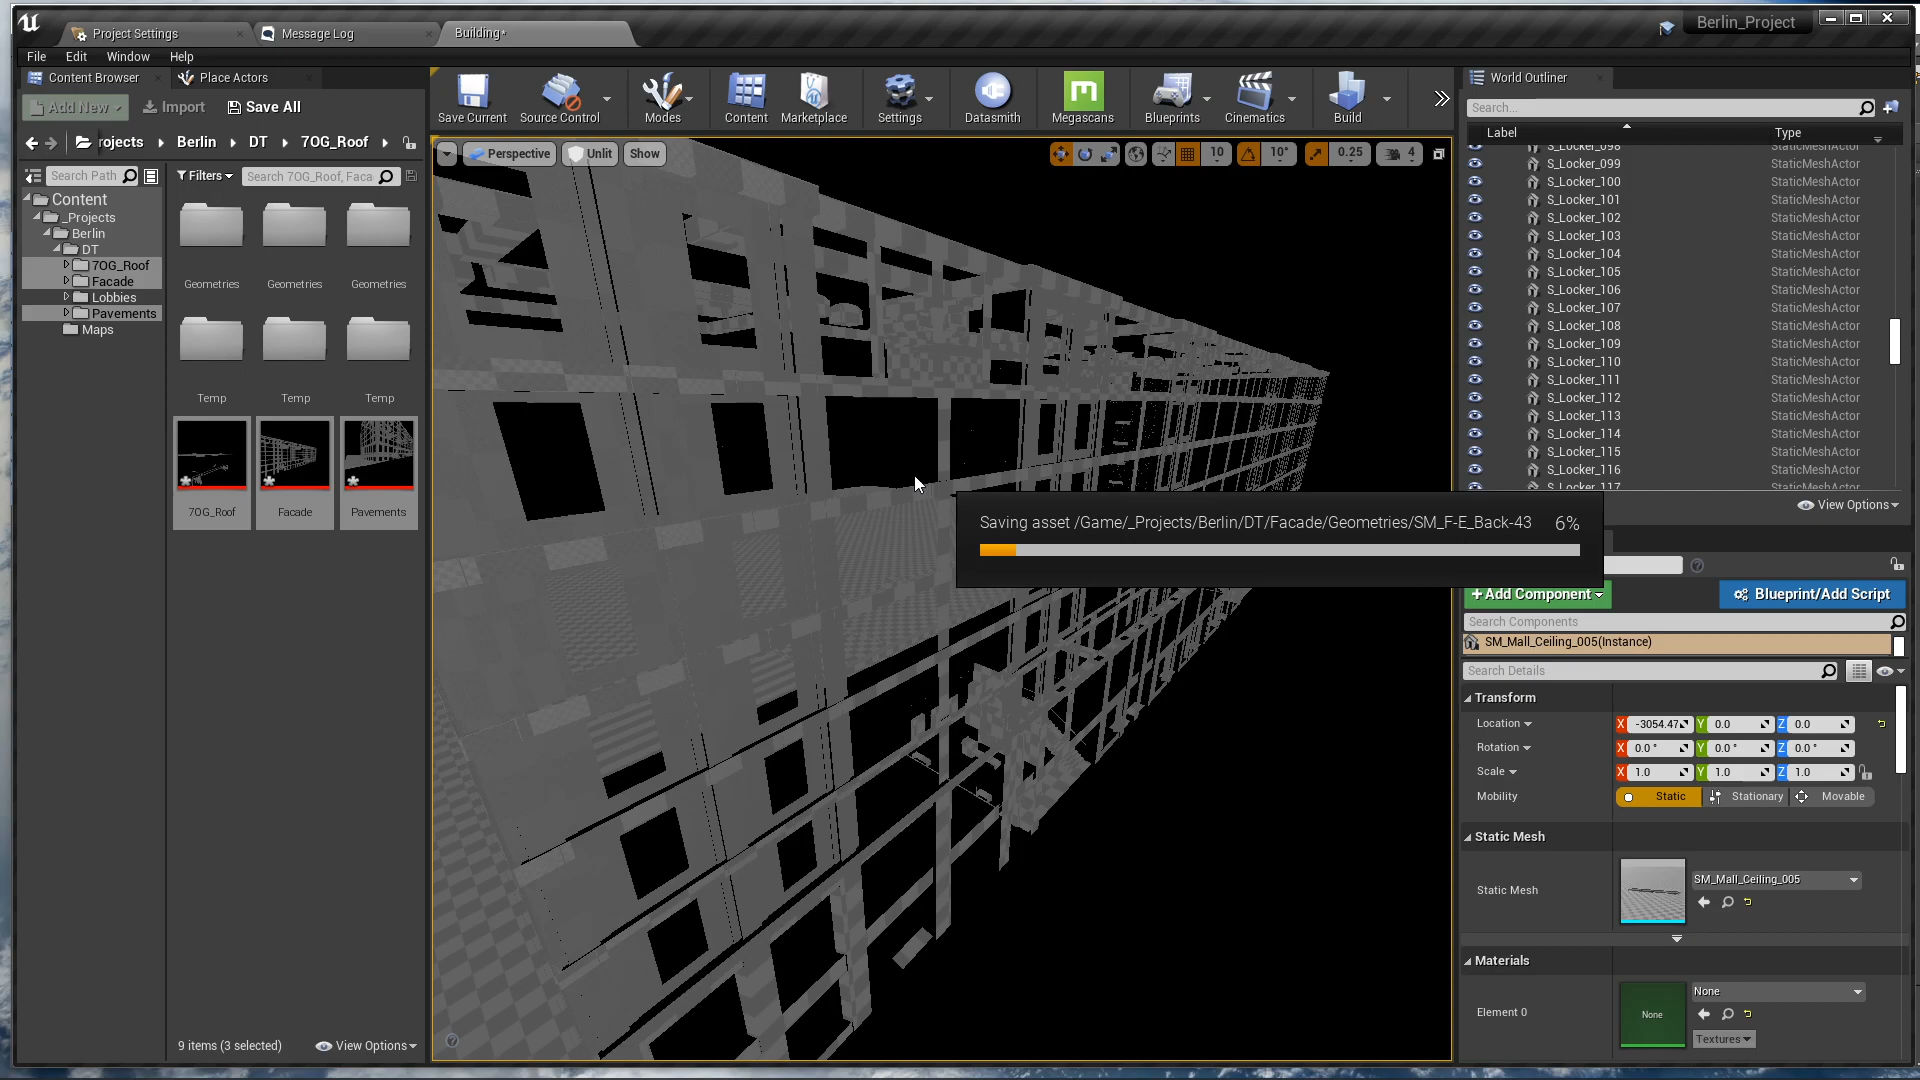 Project Settings
Message Log
Building*
Berlin_Project
File
Edit
Window
Help
Content Browser
Place Actors
Add New
Import
Save All
rojects
Berlin
DT
7OG_Roof
Search Path
Filters
Search 7OG_Roof, Faca
Content
_Projects
Berlin
DT
7OG_Roof
Facade
Lobbies
Pavements
Maps
Geometries
Geometries
Geometries
Temp
Temp
Temp
7OG_Roof
Facade
Pavements
9 items (3 selected)
View Options
Save Current
Source Control
Modes
Content
Marketplace
Settings
Datasmith
Megascans
Blueprints
Cinematics
Build
Perspective
Unlit
Show
10
10°
0.25
4
Saving asset /Game/_Projects/Berlin/DT/Facade/Geometries/SM_F-E_Back-43
6%
World Outliner
Search...
Label
Type
S_Locker_098 StaticMeshActor
S_Locker_099 StaticMeshActor
S_Locker_100 StaticMeshActor
S_Locker_101 StaticMeshActor
S_Locker_102 StaticMeshActor
S_Locker_103 StaticMeshActor
S_Locker_104 StaticMeshActor
S_Locker_105 StaticMeshActor
S_Locker_106 StaticMeshActor
S_Locker_107 StaticMeshActor
S_Locker_108 StaticMeshActor
S_Locker_109 StaticMeshActor
S_Locker_110 StaticMeshActor
S_Locker_111 StaticMeshActor
S_Locker_112 StaticMeshActor
S_Locker_113 StaticMeshActor
S_Locker_114 StaticMeshActor
S_Locker_115 StaticMeshActor
S_Locker_116 StaticMeshActor
S_Locker_117 StaticMeshActor
View Options
+ Add Component
Blueprint/Add Script
Search Components
SM_Mall_Ceiling_005(Instance)
Search Details
Transform
Location X -3054.47 Y 0.0 Z 0.0
Rotation X 0.0 ° Y 0.0 ° Z 0.0 °
Scale X 1.0 Y 1.0 Z 1.0
Mobility Static Stationary Movable
Static Mesh
Static Mesh
SM_Mall_Ceiling_005
Materials
Element 0
None
None
Textures